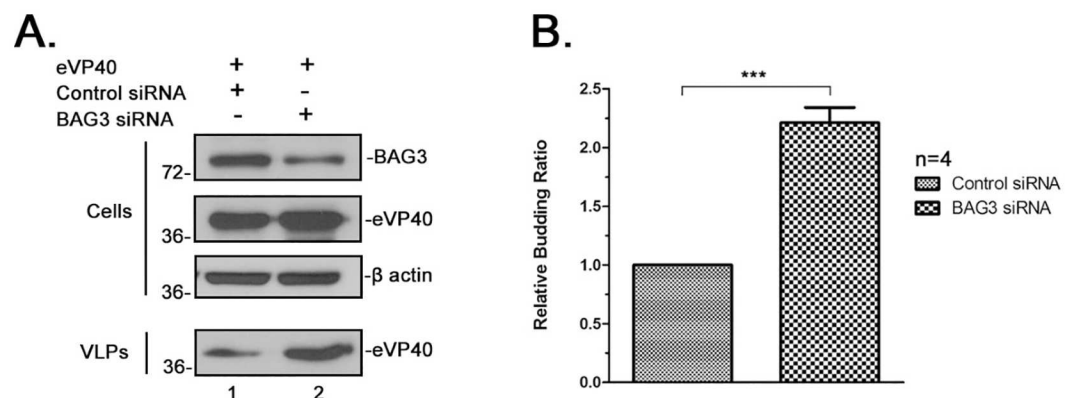 A.
eVP40 + +
Control siRNA + -
BAG3 siRNA - +
Cells
72-
-BAG3
36-
-eVP40
36-
-β actin
VLPs
36-
-eVP40
1 2
B.
***
2.5
2.0
1.5
1.0
0.5
0.0
Relative Budding Ratio
n=4
Control siRNA
BAG3 siRNA